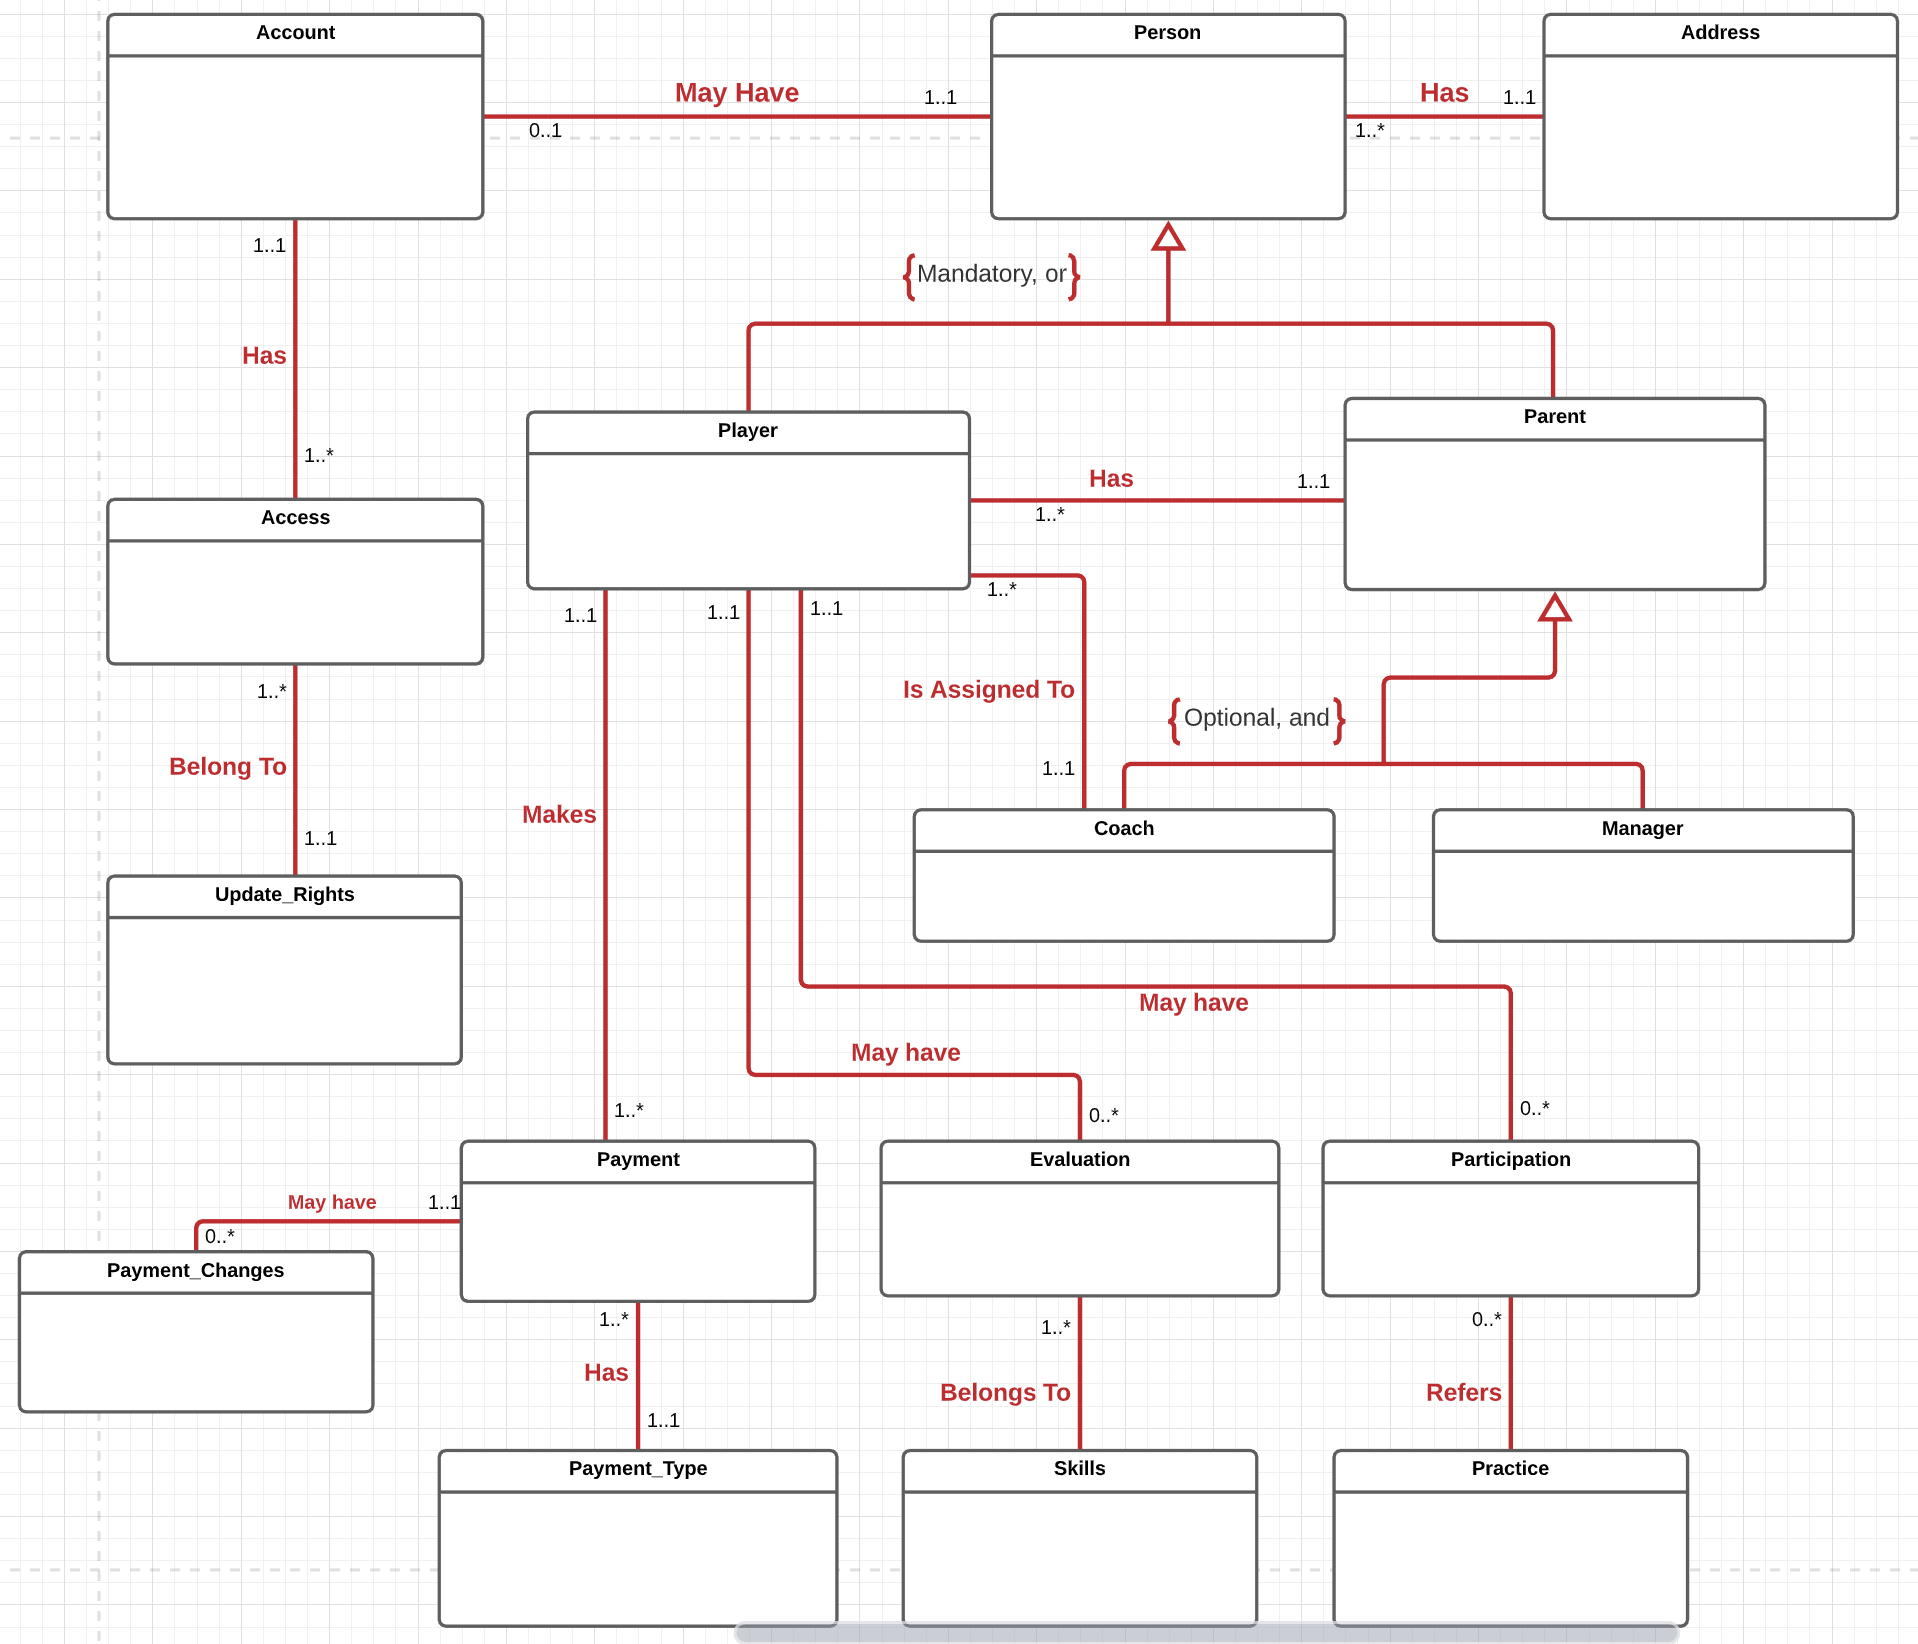 Account
Person
Address
May Have
1..1
0..1
Has
1..1
1..*
1..1
Has
1..*
{Mandatory, or}
Player
Parent
Has
1..1
1..*
Access
1..*
Belong To
1..1
1..1
1..1
1..1
1..*
Is Assigned To
1..1
{Optional, and}
Makes
Coach
Manager
Update_Rights
May have
May have
1..*
0..*
0..*
Payment
Evaluation
Participation
May have
1..1
0..*
Payment_Changes
1..*
Has
1..1
1..*
Belongs To
0..*
Refers
Payment_Type
Skills
Practice